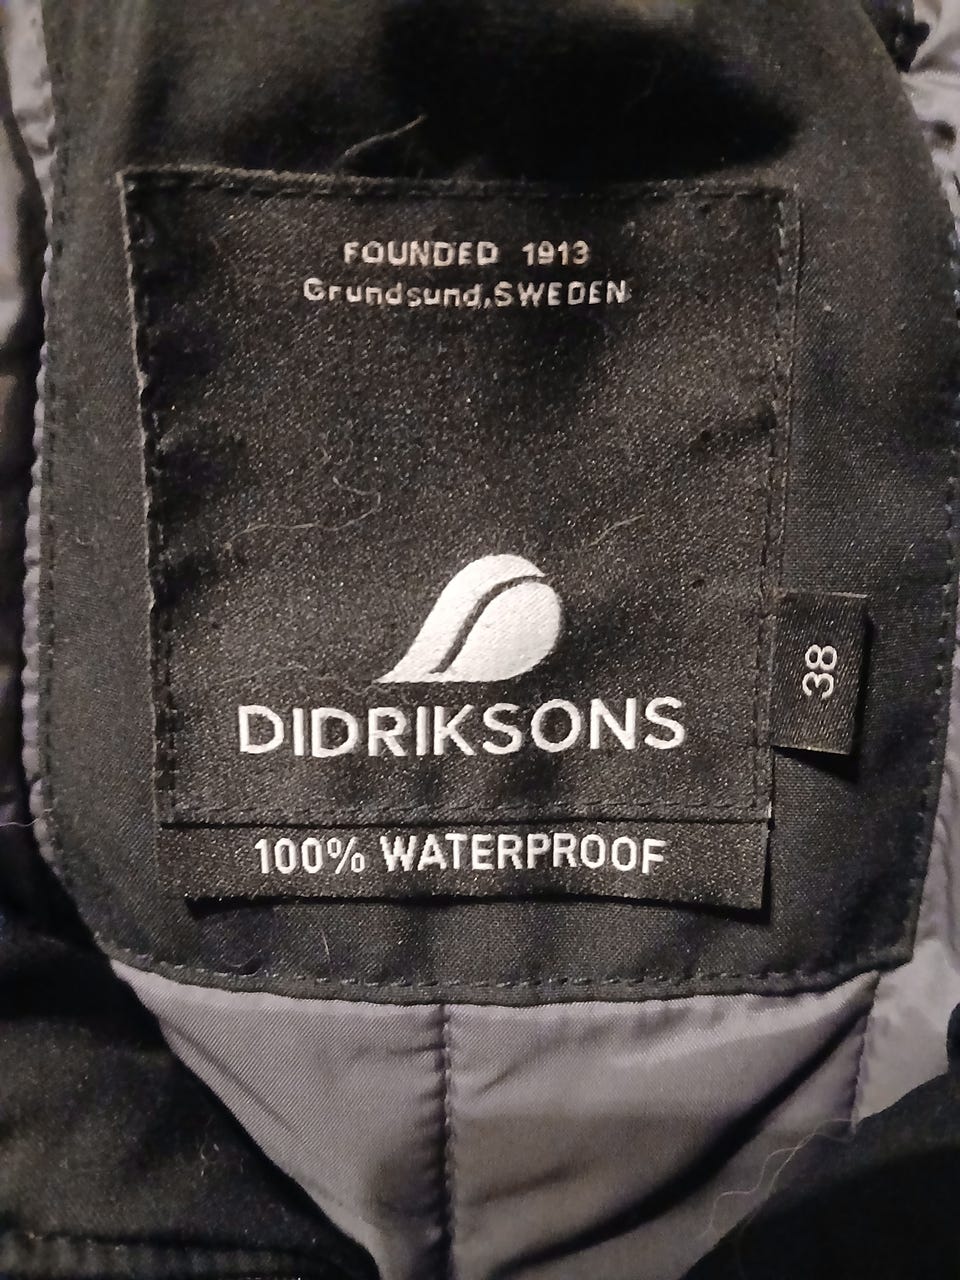 FOUNDED 1913
Grundsund,SWEDEN
DIDRIKSONS
38
100% WATERPROOF